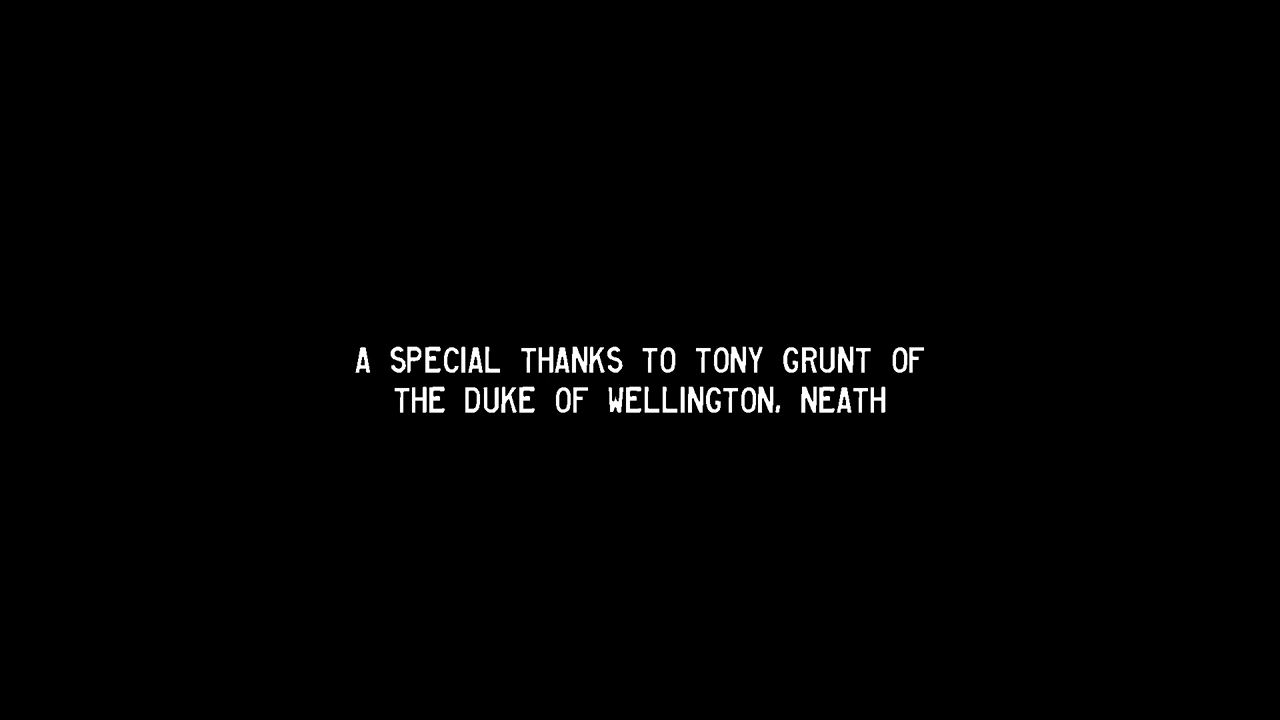 A SPECIAL THANKS TO TONY GRUNT OF
THE DUKE OF WELLINGTON, NEATH